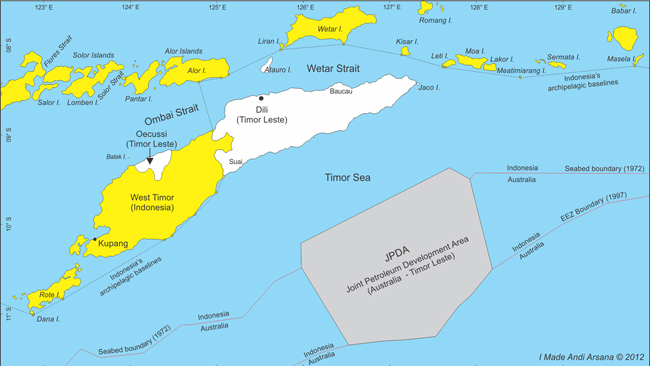 123°E
124°E
125°E
126°E
127°E
128°E
129°E
08°S
09°S
10°S
11°S
Flores Strait
Solor Islands
Solor Strait
Salor I.
Lomben I.
Pantar I.
Alor Islands
Alor I.
Liran I.
Wetar I.
Atauro I.
Wetar Strait
Kisar I.
Romang I.
Leti I.
Moa I.
Lakor I.
Meatimiarang I.
Sermata I.
Babar I.
Masela I.
Indonesia's
archipelagic baselines
Jaco I.
Ombai Strait
Baucau
Dili
(Timor Leste)
Oecussi
(Timor Leste)
Batek I.
Suai
West Timor
(Indonesia)
Kupang
Timor Sea
Indonesia
Seabed boundary (1972)
Australia
EEZ Boundary (1997)
Indonesia
Australia
JPDA
Joint Petroleum Development Area
(Australia - Timor Leste)
Indonesia's
archipelagic baselines
Rote I.
Dana I.
Indonesia
Australia
Seabed boundary (1972)
Indonesia
Australia
I Made Andi Arsana © 2012